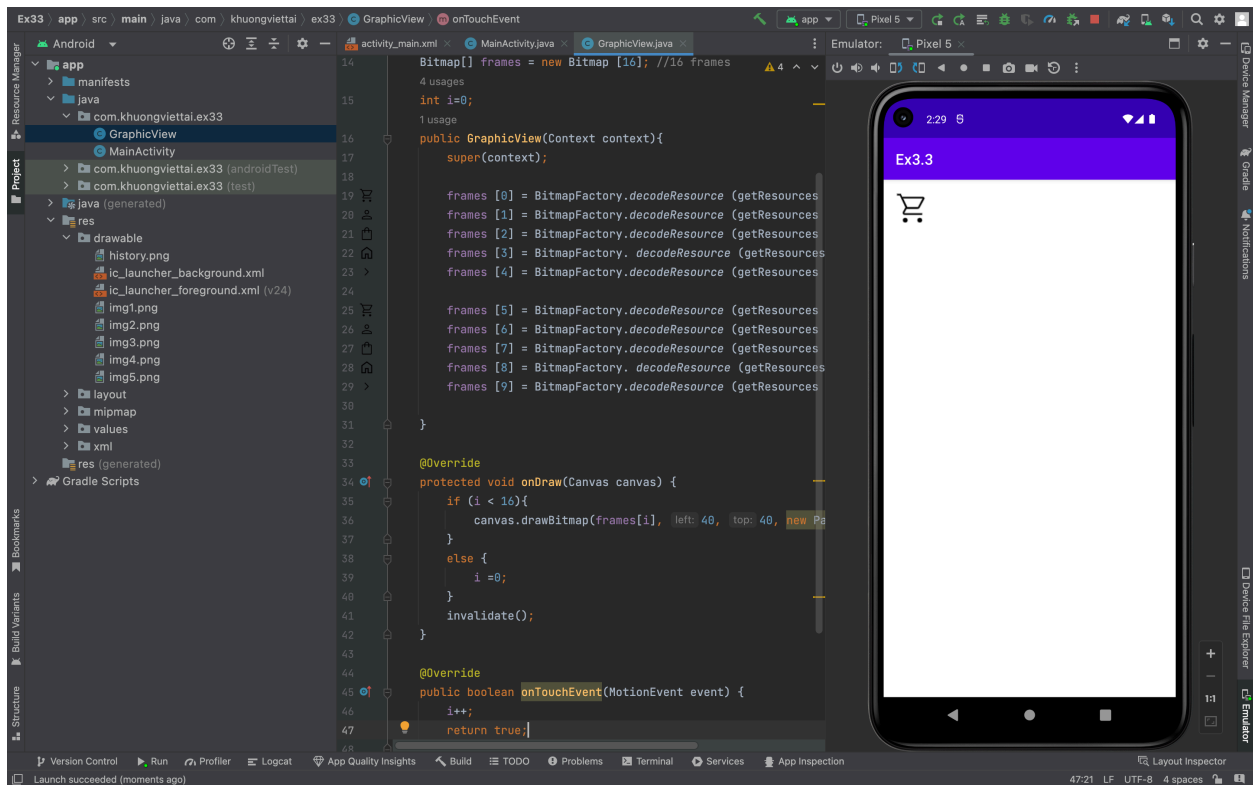 Ex33 app src main java com khuongviettai ex33 GraphicView onTouchEvent
app Pixel 5
Android
activity_main.xml MainActivity.java GraphicView.java
Emulator: Pixel 5
Resource Manager
Project
Bookmarks
Build Variants
Structure
app
manifests
java
com.khuongviettai.ex33
GraphicView
MainActivity
com.khuongviettai.ex33 (androidTest)
com.khuongviettai.ex33 (test)
java (generated)
res
drawable
history.png
ic_launcher_background.xml
ic_launcher_foreground.xml (v24)
img1.png
img2.png
img3.png
img4.png
img5.png
layout
mipmap
values
xml
res (generated)
Gradle Scripts
4
14 Bitmap[] frames = new Bitmap [16]; //16 frames
4 usages
15 int i=0;
1 usage
16 public GraphicView(Context context){
17 super(context);
18
19 frames [0] = BitmapFactory.decodeResource (getResources
20 frames [1] = BitmapFactory.decodeResource (getResources
21 frames [2] = BitmapFactory.decodeResource (getResources
22 frames [3] = BitmapFactory. decodeResource (getResources
23 frames [4] = BitmapFactory.decodeResource (getResources
24
25 frames [5] = BitmapFactory.decodeResource (getResources
26 frames [6] = BitmapFactory.decodeResource (getResources
27 frames [7] = BitmapFactory.decodeResource (getResources
28 frames [8] = BitmapFactory. decodeResource (getResources
29 frames [9] = BitmapFactory.decodeResource (getResources
30
31 }
32
33 @Override
34 protected void onDraw(Canvas canvas) {
35 if (i < 16){
36 canvas.drawBitmap(frames[i], left: 40, top: 40, new Pa
37 }
38 else {
39 i =0;
40 }
41 invalidate();
42 }
43
44 @Override
45 public boolean onTouchEvent(MotionEvent event) {
46 i++;
47 return true;
48
2:29
Ex3.3
1:1
Device Manager
Gradle
Notifications
Device File Explorer
Emulator
Version Control Run Profiler Logcat App Quality Insights Build TODO Problems Terminal Services App Inspection Layout Inspector
Launch succeeded (moments ago) 47:21 LF UTF-8 4 spaces